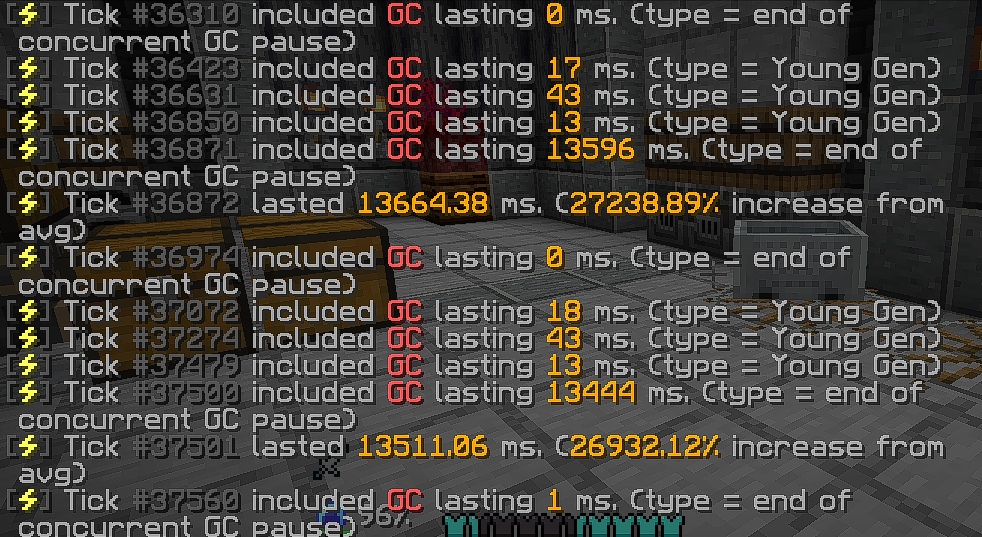 [⚡] Tick #36310 included GC lasting 0 ms. (type = end of
concurrent GC pause)
[⚡] Tick #36423 included GC lasting 17 ms. (type = Young Gen)
[⚡] Tick #36631 included GC lasting 43 ms. (type = Young Gen)
[⚡] Tick #36850 included GC lasting 13 ms. (type = Young Gen)
[⚡] Tick #36871 included GC lasting 13596 ms. (type = end of
concurrent GC pause)
[⚡] Tick #36872 lasted 13664.38 ms. (27238.89% increase from
avg)
[⚡] Tick #36974 included GC lasting 0 ms. (type = end of
concurrent GC pause)
[⚡] Tick #37072 included GC lasting 18 ms. (type = Young Gen)
[⚡] Tick #37274 included GC lasting 43 ms. (type = Young Gen)
[⚡] Tick #37479 included GC lasting 13 ms. (type = Young Gen)
[⚡] Tick #37500 included GC lasting 13444 ms. (type = end of
concurrent GC pause)
[⚡] Tick #37501 lasted 13511.06 ms. (26932.12% increase from
avg)
[⚡] Tick #37560 included GC lasting 1 ms. (type = end of
concurrent GC pause)
96%